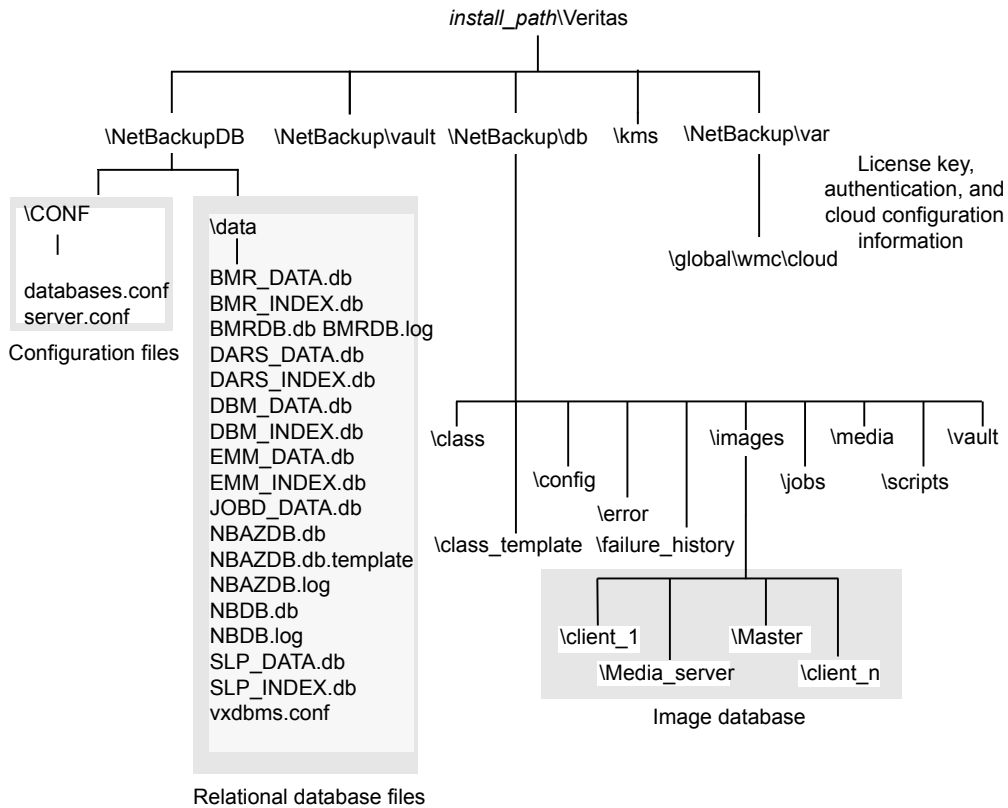 install_path\Veritas
\NetBackupDB
\NetBackup\vault
\NetBackup\db
\kms
\NetBackup\var
License key,
authentication, and
cloud configuration
information
\global\wmc\cloud
\CONF
databases.conf
server.conf
Configuration files
\data
BMR_DATA.db
BMR_INDEX.db
BMRDB.db BMRDB.log
DARS_DATA.db
DARS_INDEX.db
DBM_DATA.db
DBM_INDEX.db
EMM_DATA.db
EMM_INDEX.db
JOBD_DATA.db
NBAZDB.db
NBAZDB.db.template
NBAZDB.log
NBDB.db
NBDB.log
SLP_DATA.db
SLP_INDEX.db
vxdbms.conf
Relational database files
\class
\images
\media
\vault
\config
\jobs
\scripts
\error
\class_template
\failure_history
\client_1
\Master
\Media_server
\client_n
Image database